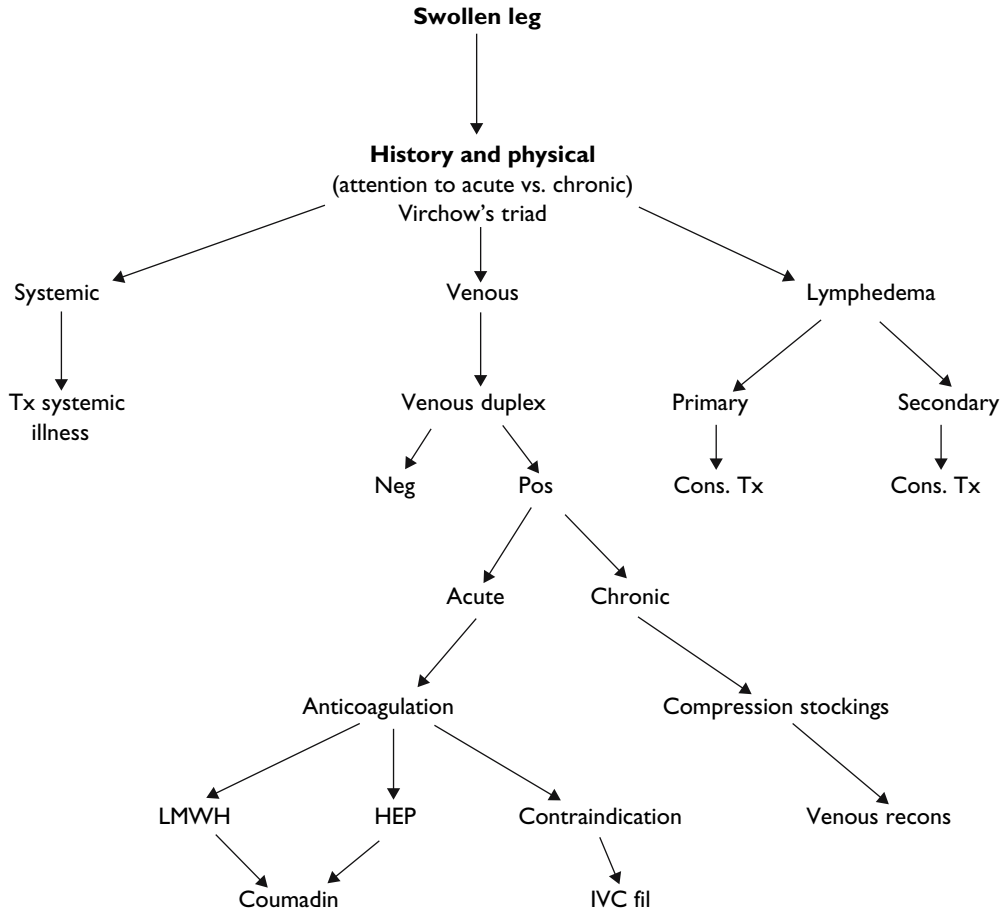 Swollen leg
History and physical
(attention to acute vs. chronic)
Virchow's triad
Systemic
Venous
Lymphedema
Tx systemic
illness
Venous duplex
Primary
Secondary
Neg
Pos
Cons. Tx
Cons. Tx
Acute
Chronic
Anticoagulation
Compression stockings
LMWH
HEP
Contraindication
Venous recons
Coumadin
IVC fil